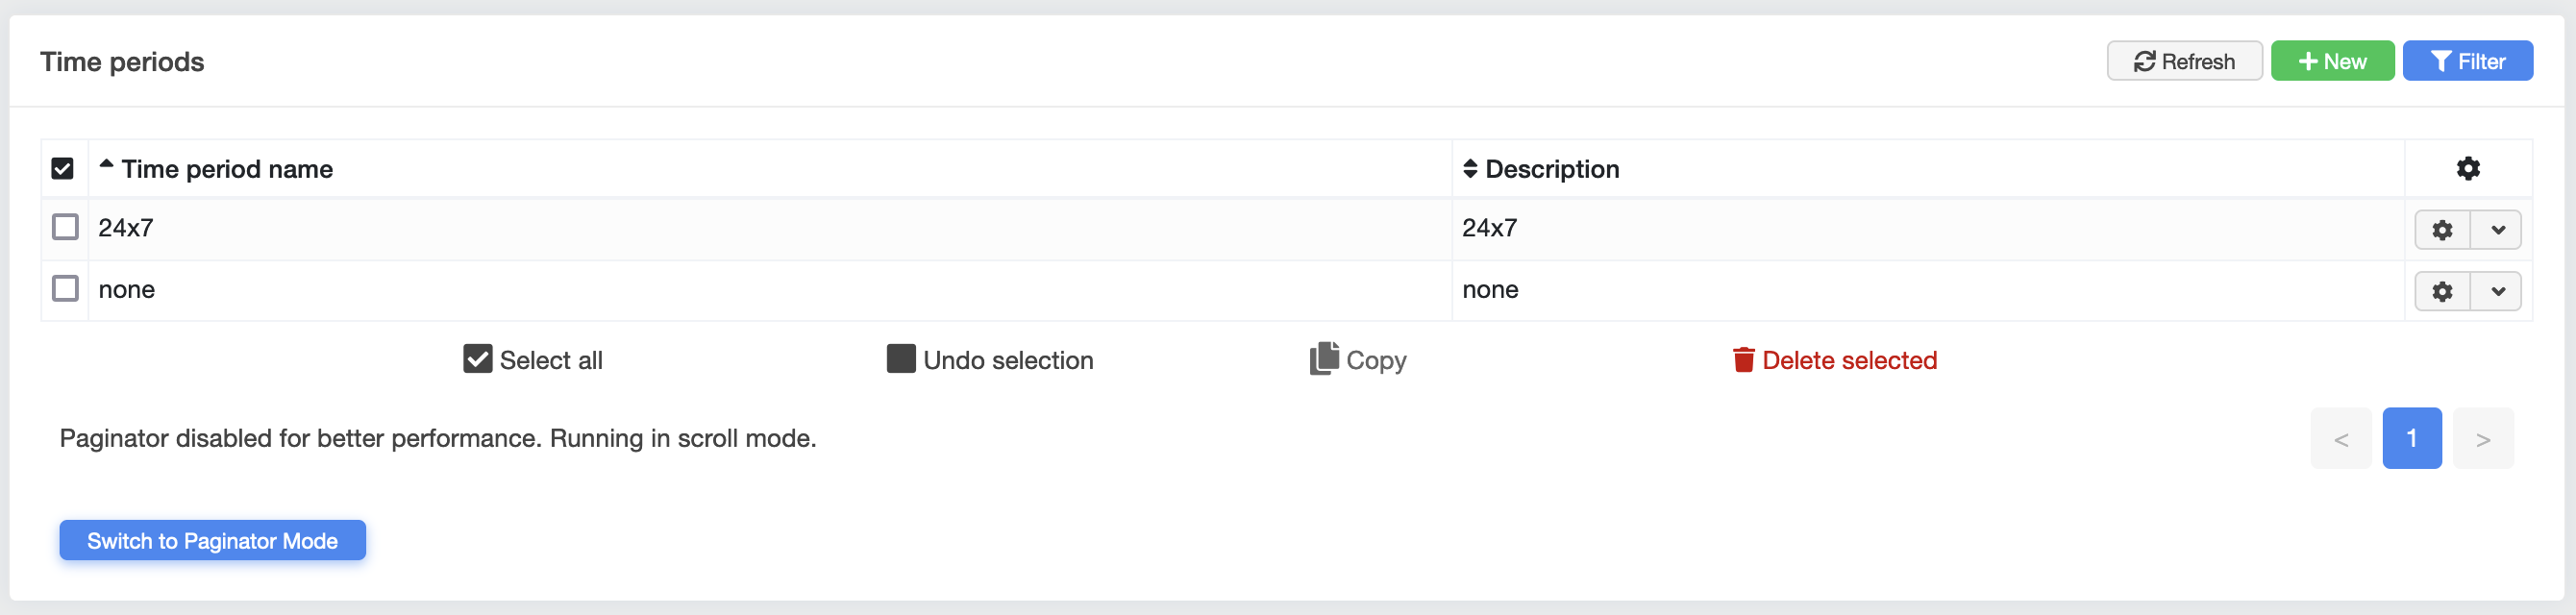 Time periods
Refresh
New
Filter
Time period name
Description
24x7
24x7
none
none
Select all
Undo selection
Copy
Delete selected
Paginator disabled for better performance. Running in scroll mode.
< 1 >
Switch to Paginator Mode